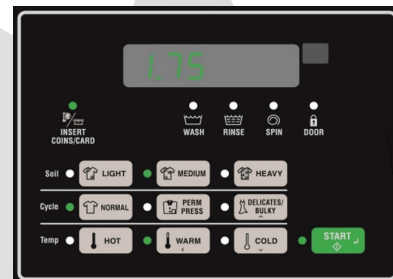 1.75
INSERT
COINS/CARD
WASH
RINSE
SPIN
DOOR
Soil
LIGHT
MEDIUM
HEAVY
Cycle
NORMAL
PERM
PRESS
DELICATES/
BULKY
Temp
HOT
WARM
COLD
START